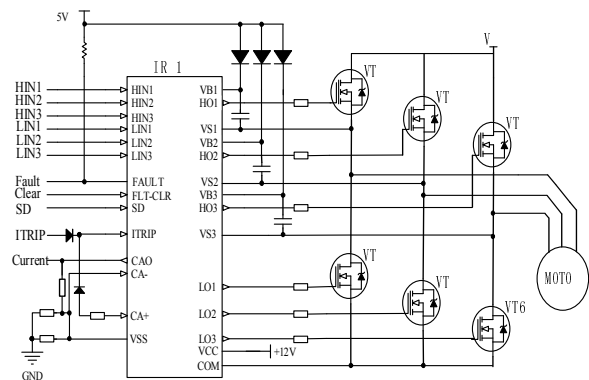 5V
V
IR 1
VT
VT
VT
HIN1
HIN2
HIN3
LIN1
LIN2
LIN3
Fault
Clear
SD
ITRIP
Current
GND
HIN1
HIN2
HIN3
LIN1
LIN2
LIN3
FAULT
FLT-CLR
SD
ITRIP
CAO
CA-
CA+
VSS
VB1
HO1
VS1
VB2
HO2
VS2
VB3
HO3
VS3
LO1
LO2
LO3
VCC
COM
+12V
VT
VT
VT6
MOTO